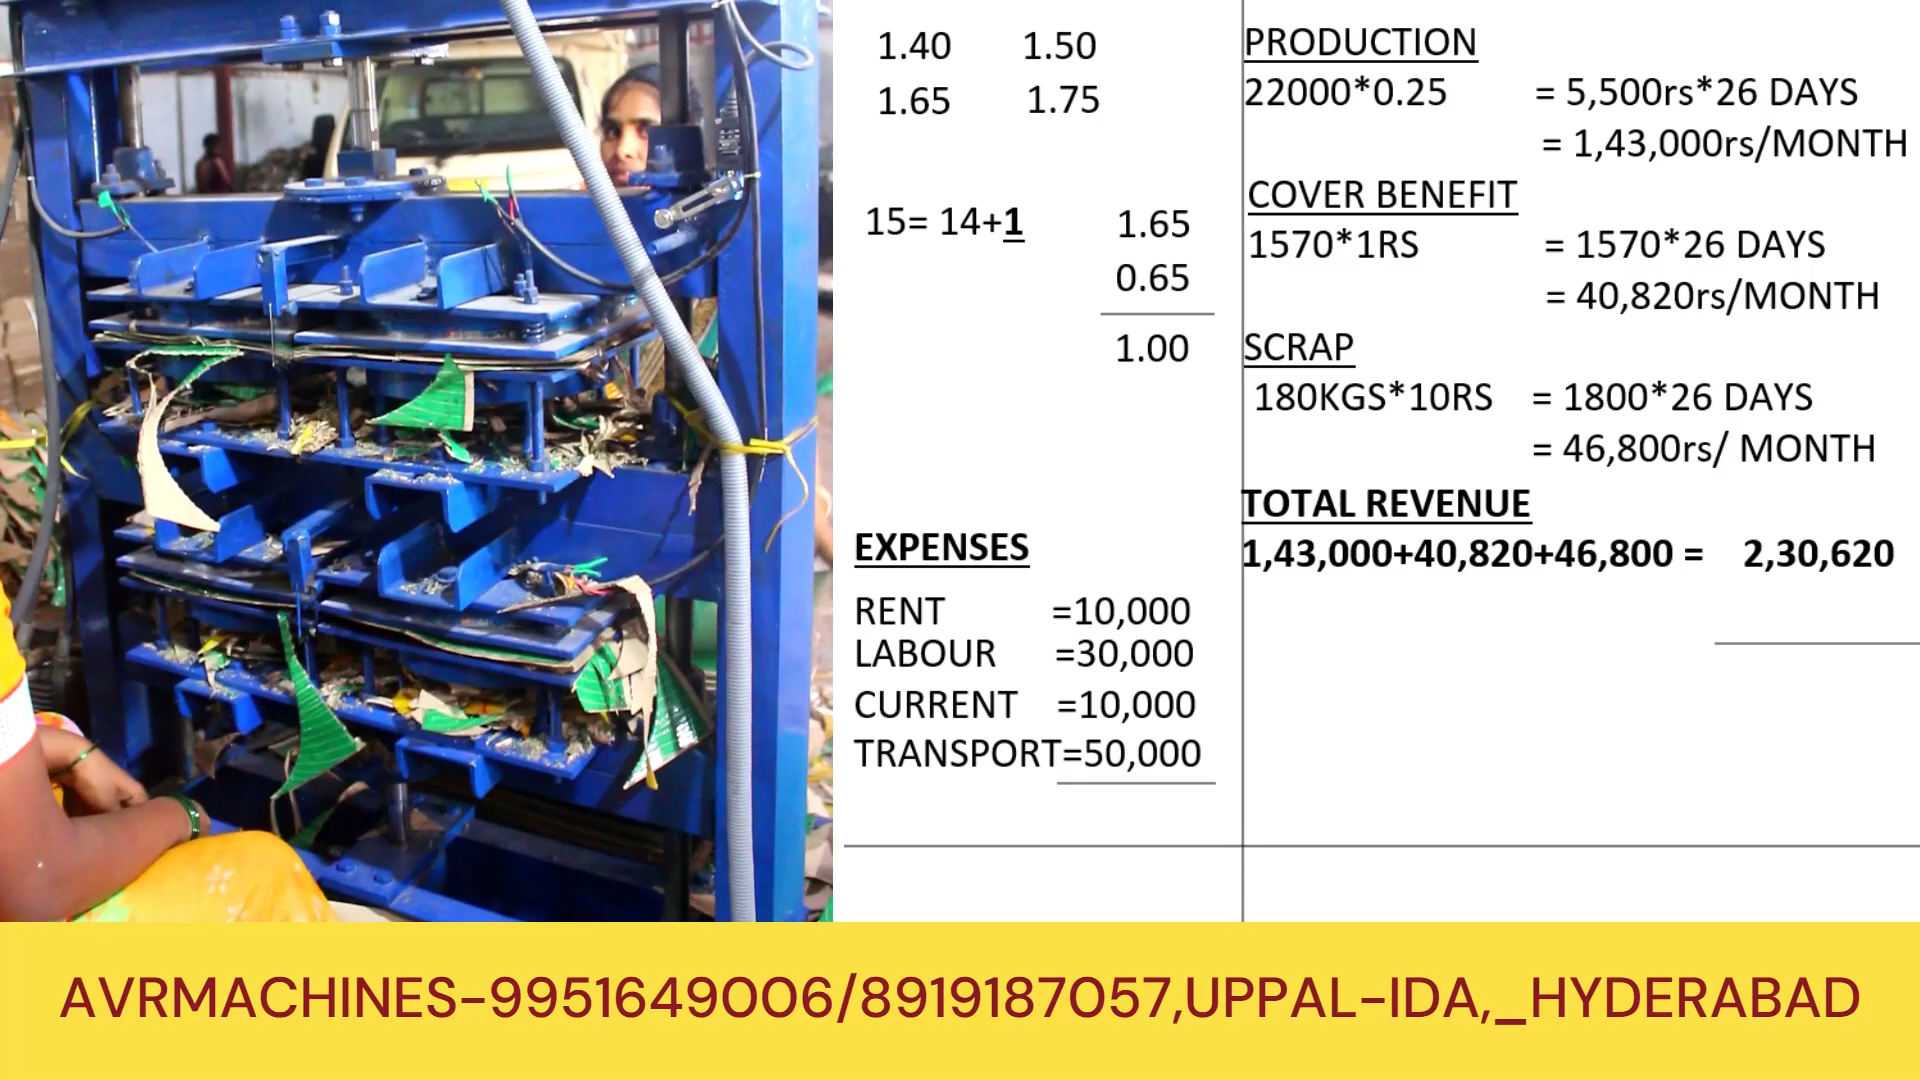 1.40 1.50
1.65 1.75
15= 14+1 1.65
0.65
1.00
EXPENSES
RENT =10,000
LABOUR =30,000
CURRENT =10,000
TRANSPORT=50,000
PRODUCTION
22000*0.25 = 5,500rs*26 DAYS
= 1,43,000rs/MONTH
COVER BENEFIT
1570*1RS = 1570*26 DAYS
= 40,820rs/MONTH
SCRAP
180KGS*10RS = 1800*26 DAYS
= 46,800rs/ MONTH
TOTAL REVENUE
1,43,000+40,820+46,800 = 2,30,620
AVRMACHINES-9951649006/8919187057,UPPAL-IDA,_HYDERABAD